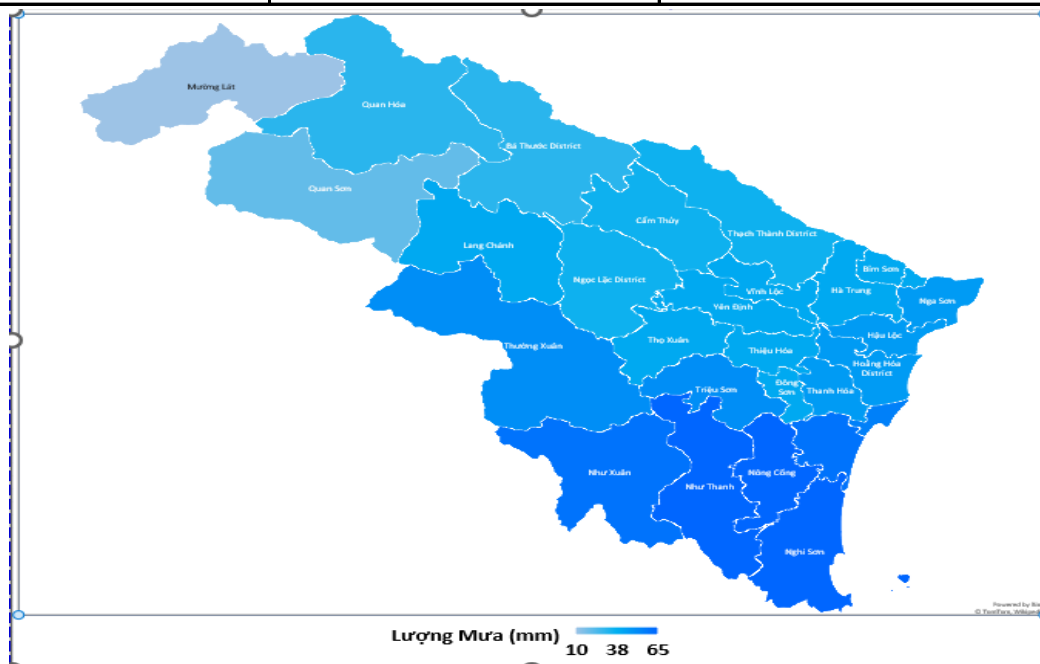 Mường Lát
Quan Hóa
Bá Thước District
Quan Sơn
Cẩm Thủy
Thạch Thành District
Lang Chánh
Ngọc Lặc District
Bỉm Sơn
Vĩnh Lộc
Hà Trung
Nga Sơn
Yên Định
Hậu Lộc
Thọ Xuân
Thường Xuân
Thiệu Hóa
Hoằng Hóa
District
Triệu Sơn
Đông
Sơn
Thanh Hóa
Như Xuân
Nông Cống
Như Thanh
Nghi Sơn
Powered by
© TomTom,
Lượng Mưa (mm)
10 38 65